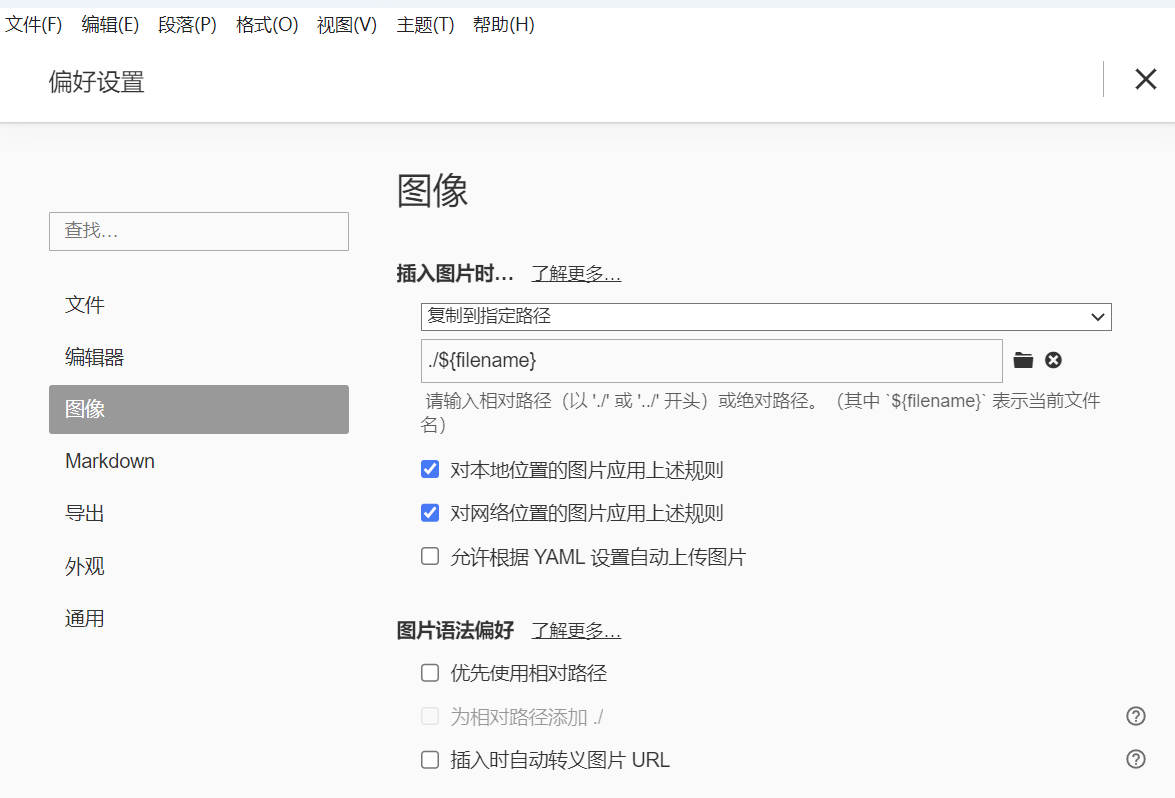 文件(F) 编辑(E) 段落(P) 格式(O) 视图(V) 主题(T) 帮助(H)
偏好设置
查找...
文件
编辑器
图像
Markdown
导出
外观
通用
图像
插入图片时... 了解更多...
复制到指定路径
./${filename}
请输入相对路径（以 './' 或 '../' 开头）或绝对路径。（其中 `${filename}` 表示当前文件
名）
对本地位置的图片应用上述规则
对网络位置的图片应用上述规则
允许根据 YAML 设置自动上传图片
图片语法偏好 了解更多...
优先使用相对路径
为相对路径添加 ./
插入时自动转义图片 URL